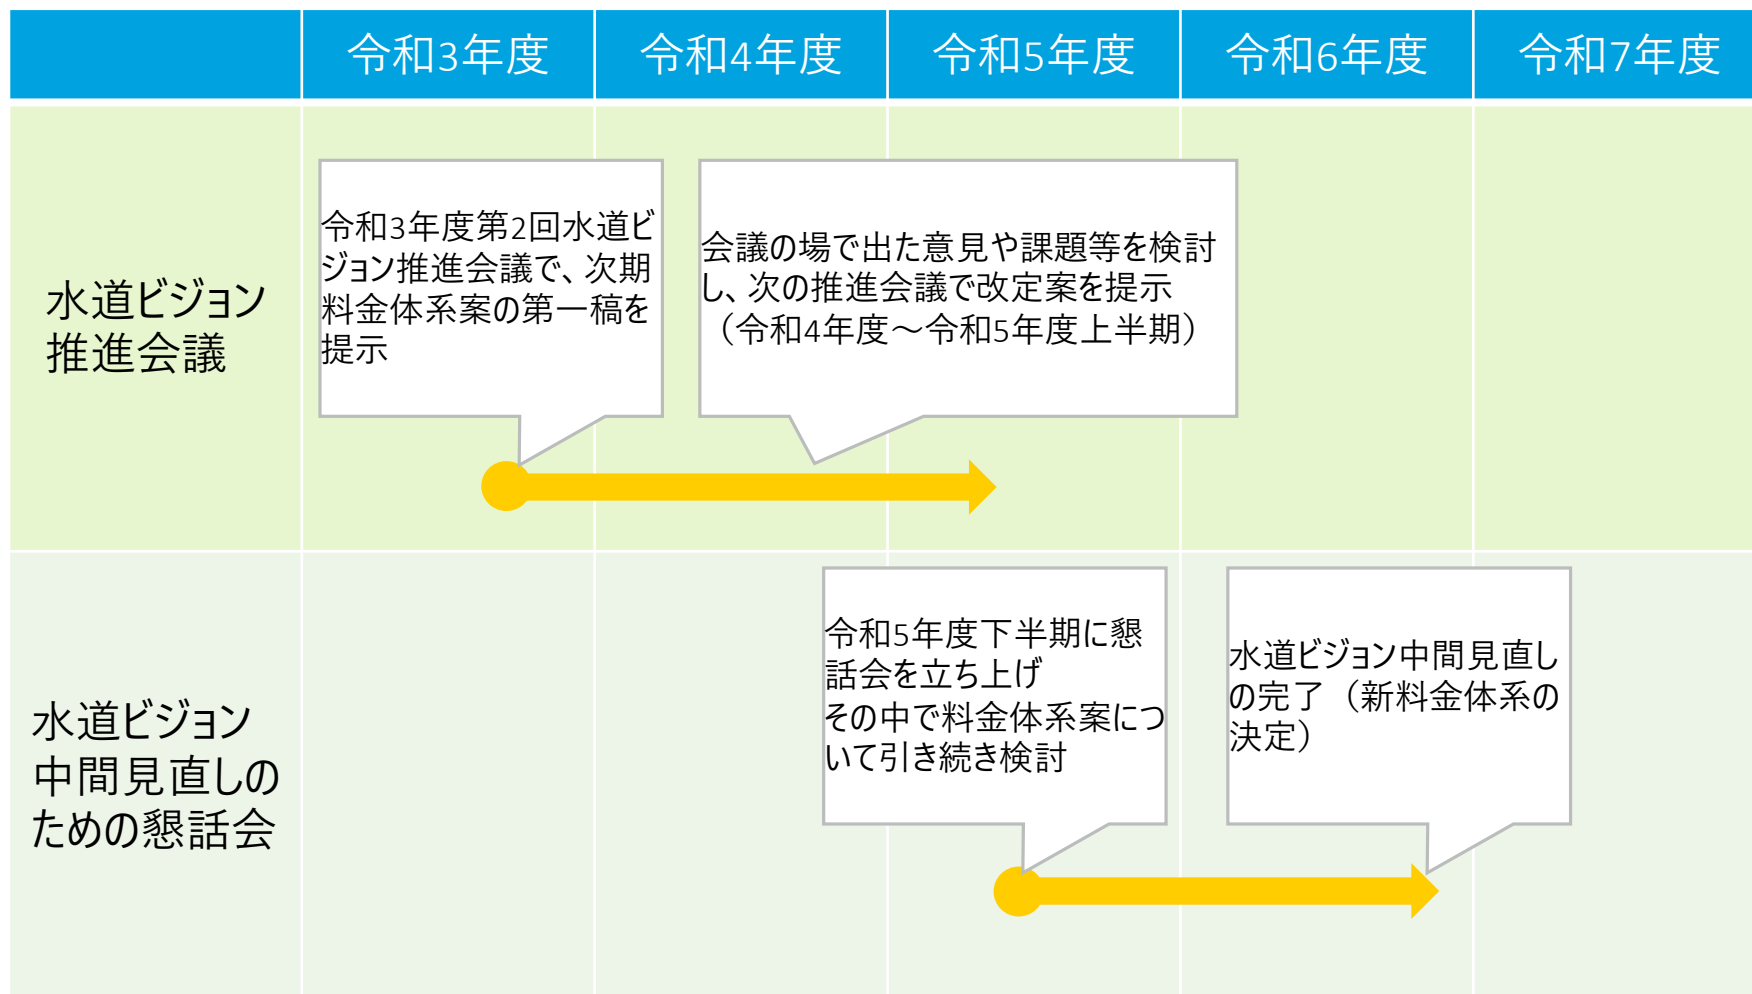 令和3年度
令和4年度
令和5年度
令和6年度
令和7年度
水道ビジョン
推進会議
令和3年度第2回水道ビ
ジョン推進会議で、次期
料金体系案の第一稿を
提示
会議の場で出た意見や課題等を検討
し、次の推進会議で改定案を提示
（令和4年度～令和5年度上半期）
水道ビジョン
中間見直しの
ための懇話会
令和5年度下半期に懇
話会を立ち上げ
その中で料金体系案につ
いて引き続き検討
水道ビジョン中間見直し
の完了（新料金体系の
決定）